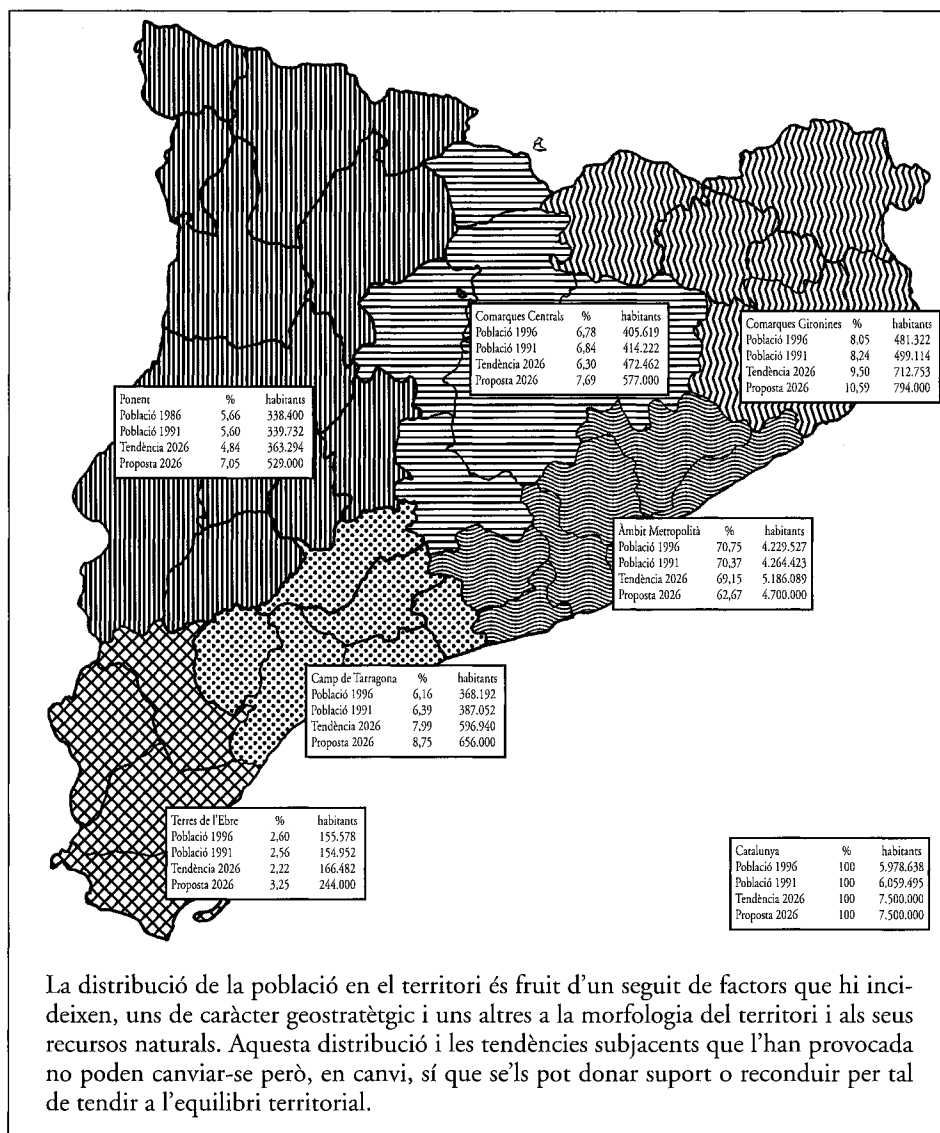 Comarques Centrals % habitants
Població 1996 6,78 405.619
Població 1991 6,84 414.222
Tendència 2026 6,30 472.462
Proposta 2026 7,69 577.000
Comarques Gironines % habitants
Població 1996 8,05 481.322
Població 1991 8,24 499.114
Tendència 2026 9,50 712.753
Proposta 2026 10,59 794.000
Ponent % habitants
Població 1986 5,66 338.400
Població 1991 5,60 339.732
Tendència 2026 4,84 363.294
Proposta 2026 7,05 529.000
Àmbit Metropolità % habitants
Població 1996 70,75 4.229.527
Població 1991 70,37 4.264.423
Tendència 2026 69,15 5.186.089
Proposta 2026 62,67 4.700.000
Camp de Tarragona % habitants
Població 1996 6,16 368.192
Població 1991 6,39 387.052
Tendència 2026 7,99 596.940
Proposta 2026 8,75 656.000
Terres de l'Ebre % habitants
Població 1996 2,60 155.578
Població 1991 2,56 154.952
Tendència 2026 2,22 166.482
Proposta 2026 3,25 244.000
Catalunya % habitants
Població 1996 100 5.978.638
Població 1991 100 6,059.495
Tendència 2026 100 7.500.000
Proposta 2026 100 7.500.000
La distribució de la població en el territori és fruit d'un seguit de factors que hi inci-
deixen, uns de caràcter geostratètgic i uns altres a la morfologia del territori i als seus
recursos naturals. Aquesta distribució i les tendències subjacents que l'han provocada
no poden canviar-se però, en canvi, sí que se'ls pot donar suport o reconduir per tal
de tendir a l'equilibri territorial.